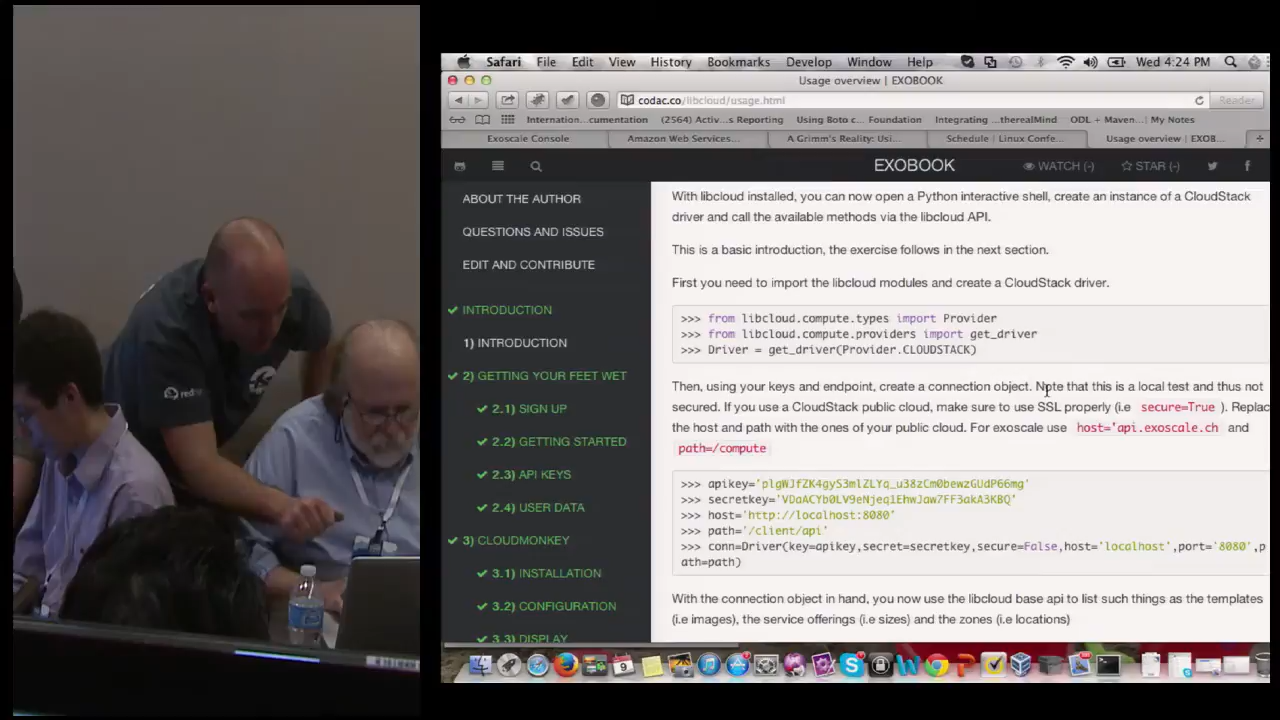 Safari File Edit View History Bookmarks Develop Window Help Wed 4:24 PM
Usage overview | EXOBOOK
codac.co/libcloud/usage.html Reader
Internation...cumentation (2564) Activ...s Reporting Using Boto c... Foundation Integrating ...therealMind ODL + Maven... | My Notes
Exoscale Console Amazon Web Services... A Grimm's Reality: Usi... Schedule | Linux Confe... Usage overview | EXOB...
EXOBOOK WATCH (-) STAR (-)
ABOUT THE AUTHOR
QUESTIONS AND ISSUES
EDIT AND CONTRIBUTE
INTRODUCTION
1) INTRODUCTION
2) GETTING YOUR FEET WET
2.1) SIGN UP
2.2) GETTING STARTED
2.3) API KEYS
2.4) USER DATA
3) CLOUDMONKEY
3.1) INSTALLATION
3.2) CONFIGURATION
3.3) DISPLAY
With libcloud installed, you can now open a Python interactive shell, create an instance of a CloudStack
driver and call the available methods via the libcloud API.
This is a basic introduction, the exercise follows in the next section.
First you need to import the libcloud modules and create a CloudStack driver.
>>> from libcloud.compute.types import Provider
>>> from libcloud.compute.providers import get_driver
>>> Driver = get_driver(Provider.CLOUDSTACK)
Then, using your keys and endpoint, create a connection object. Note that this is a local test and thus not
secured. If you use a CloudStack public cloud, make sure to use SSL properly (i.e secure=True ). Replac
the host and path with the ones of your public cloud. For exoscale use host='api.exoscale.ch and
path=/compute
>>> apikey='plgWJfZK4gyS3mlZLYq_u38zCm0bewzGUdP66mg'
>>> secretkey='VDaACYb0LV9eNjeq1EhwJaw7FF3akA3KBQ'
>>> host='http://localhost:8080'
>>> path='/client/api'
>>> conn=Driver(key=apikey,secret=secretkey,secure=False,host='localhost',port='8080',p
ath=path)
With the connection object in hand, you now use the libcloud base api to list such things as the templates
(i.e images), the service offerings (i.e sizes) and the zones (i.e locations)